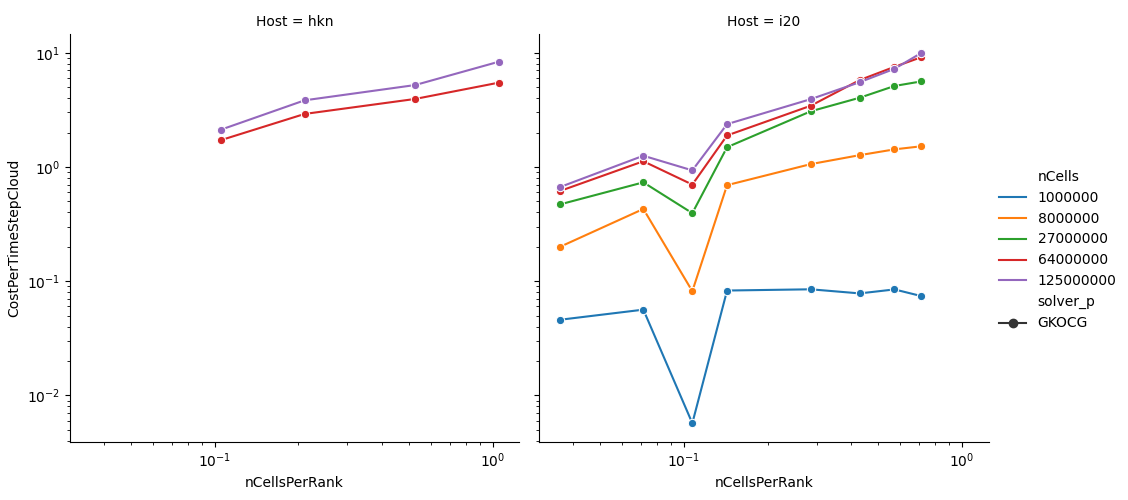 Host = hkn
Host = i20
CostPerTimeStepCloud
10^1
10^0
10^-1
10^-2
10^-1
10^0
10^-1
10^0
nCellsPerRank
nCellsPerRank
nCells
1000000
8000000
27000000
64000000
125000000
solver_p
GKOCG